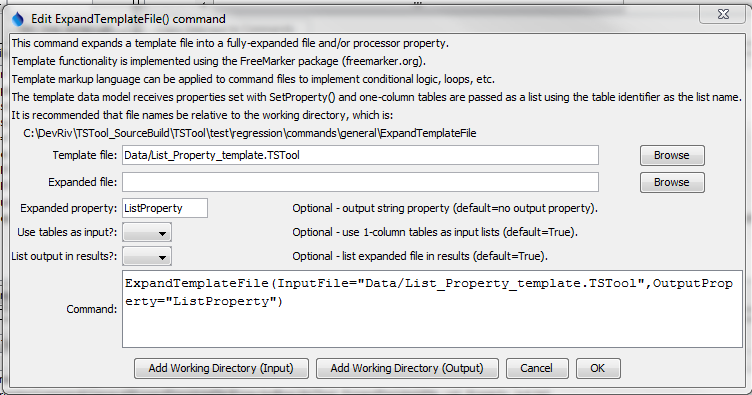 Edit ExpandTemplateFile() command
This command expands a template file into a fully-expanded file and/or processor property.
Template functionality is implemented using the FreeMarker package (freemarker.org).
Template markup language can be applied to command files to implement conditional logic, loops, etc.
The template data model receives properties set with SetProperty() and one-column tables are passed as a list using the table identifier as the list name.
It is recommended that file names be relative to the working directory, which is:
C:\DevRiv\TSTool_SourceBuild\TSTool\test\regression\commands\general\ExpandTemplateFile
Template file: Data/List_Property_template.TSTool Browse
Expanded file: Browse
Expanded property: ListProperty Optional - output string property (default=no output property).
Use tables as input?: Optional - use 1-column tables as input lists (default=True).
List output in results?: Optional - list expanded file in results (default=True).
ExpandTemplateFile(InputFile="Data/List_Property_template.TSTool",OutputProp
erty="ListProperty")
Command:
Add Working Directory (Input) Add Working Directory (Output) Cancel OK